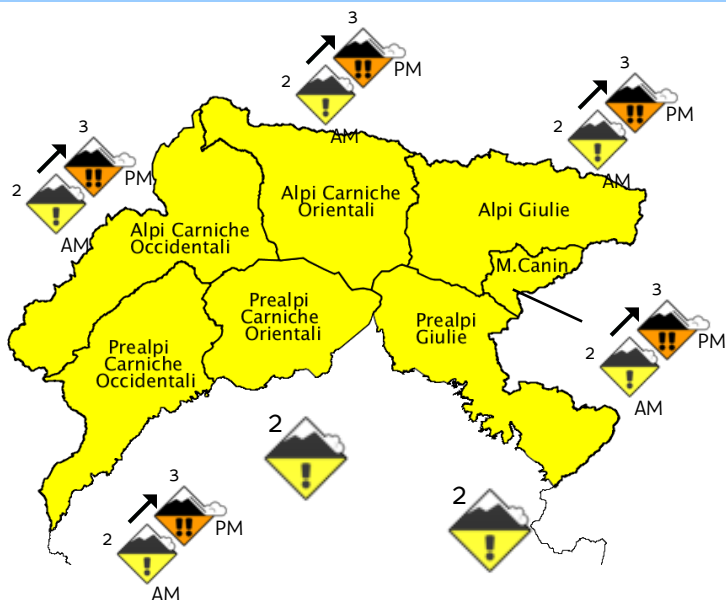 3
PM
2
AM
3
PM
2
AM
3
PM
2
AM
Alpi Carniche
Orientali
Alpi Giulie
Alpi Carniche
Occidentali
M.Canin
Prealpi
Carniche
Orientali
Prealpi
Giulie
Prealpi
Carniche
Occidentali
3
PM
2
AM
2
3
PM
2
AM
2